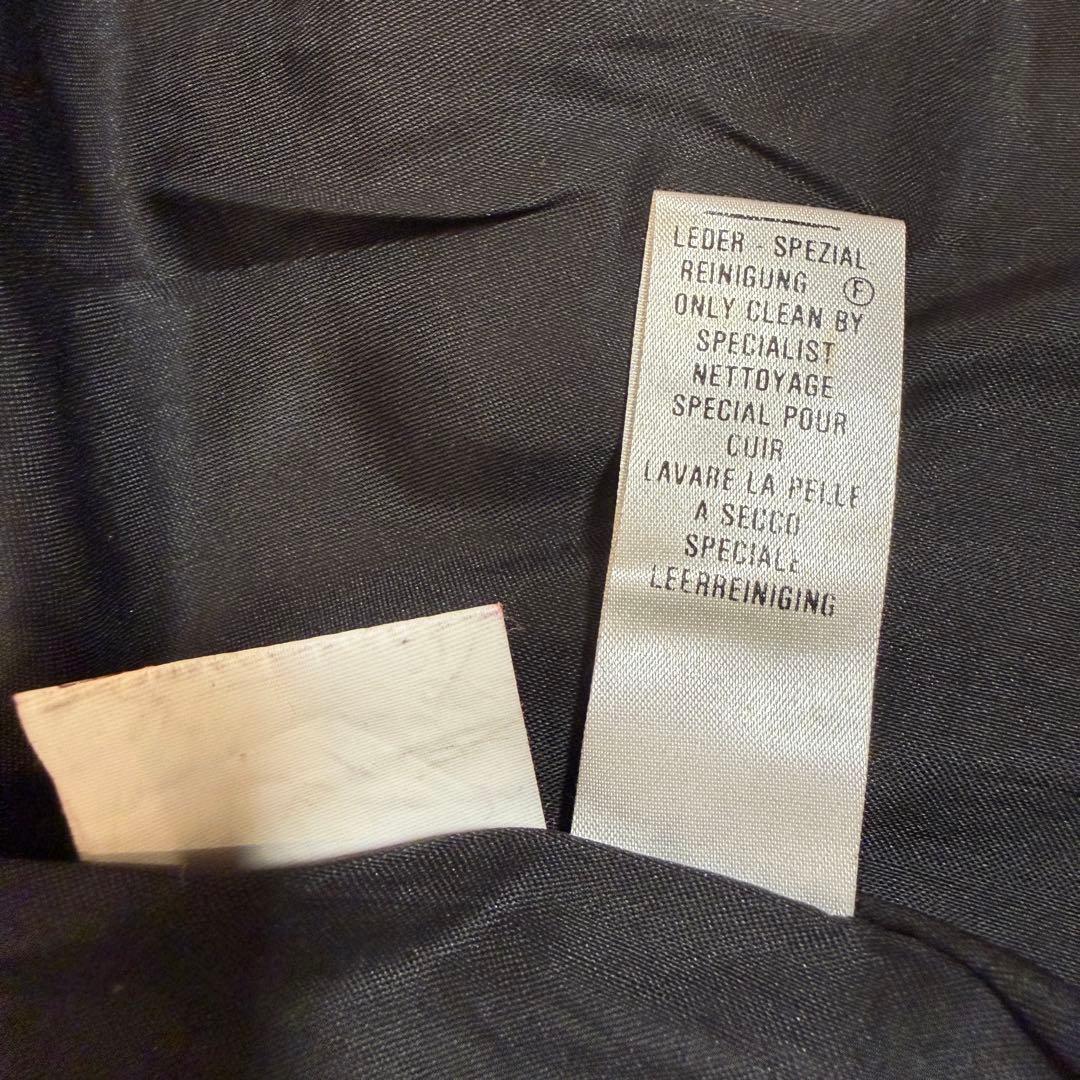 LEDER - SPEZIAL
REINIGUNG Ⓕ
ONLY CLEAN BY
SPECIALIST
NETTOYAGE
SPECIAL POUR
CUIR
LAVARE LA PELLE
A SECCO
SPECIALE
LEERREINIGING